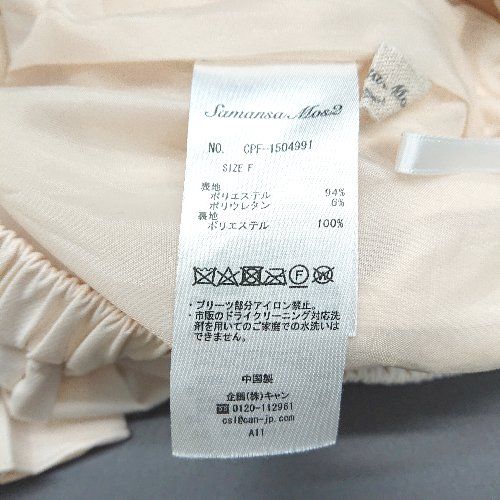 Samansa Mos2
NO. CPF-1504991
SIZE F
表地
ポリエステル 94%
ポリウレタン 6%
裏地
ポリエステル 100%
・プリーツ部分アイロン禁止。
・市販のドライクリーニング対応洗
剤を用いてのご家庭での水洗いは
できません。
中国製
企画(株)キャン
0120-112961
csl@can-jp.com
A11